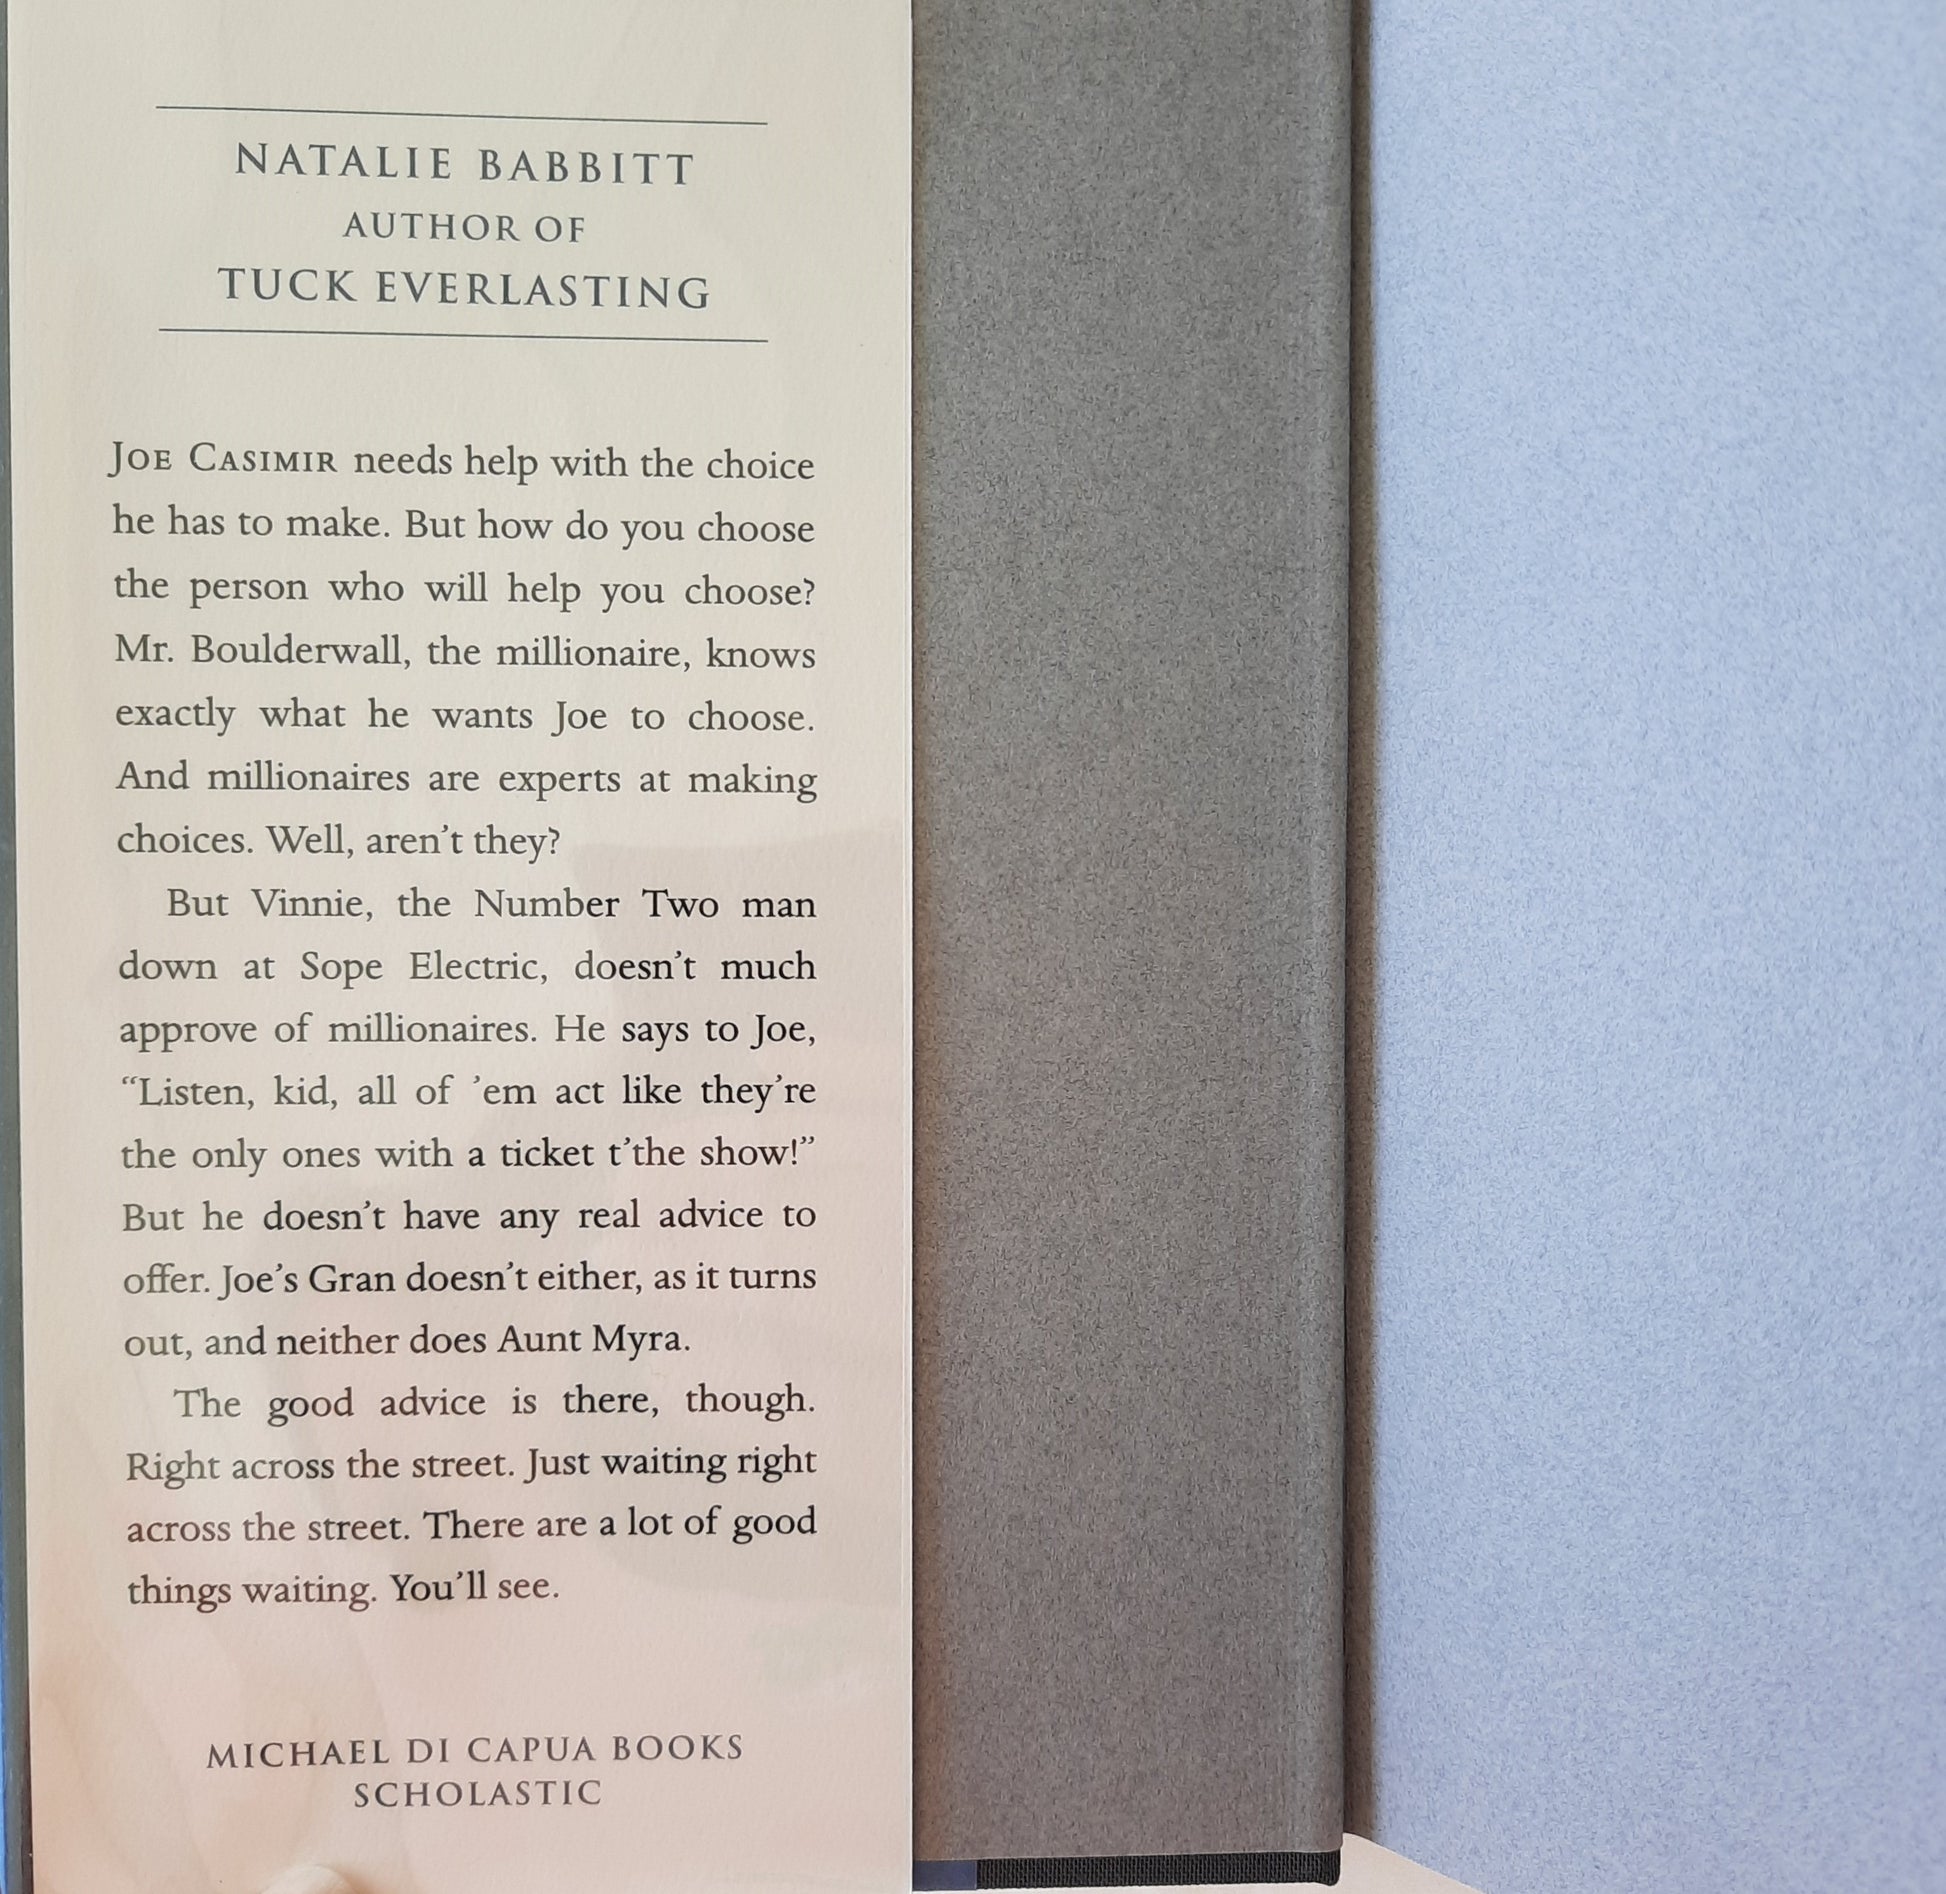 NATALIE BABBITT
AUTHOR OF
TUCK EVERLASTING
JOE CASIMIR needs help with the choice
he has to make. But how do you choose
the person who will help you choose?
Mr. Boulderwall, the millionaire, knows
exactly what he wants Joe to choose.
And millionaires are experts at making
choices. Well, aren’t they?
But Vinnie, the Number Two man
down at Sope Electric, doesn’t much
approve of millionaires. He says to Joe,
“Listen, kid, all of ’em act like they’re
the only ones with a ticket t’the show!”
But he doesn’t have any real advice to
offer. Joe’s Gran doesn’t either, as it turns
out, and neither does Aunt Myra.
The good advice is there, though.
Right across the street. Just waiting right
across the street. There are a lot of good
things waiting. You’ll see.
MICHAEL DI CAPUA BOOKS
SCHOLASTIC